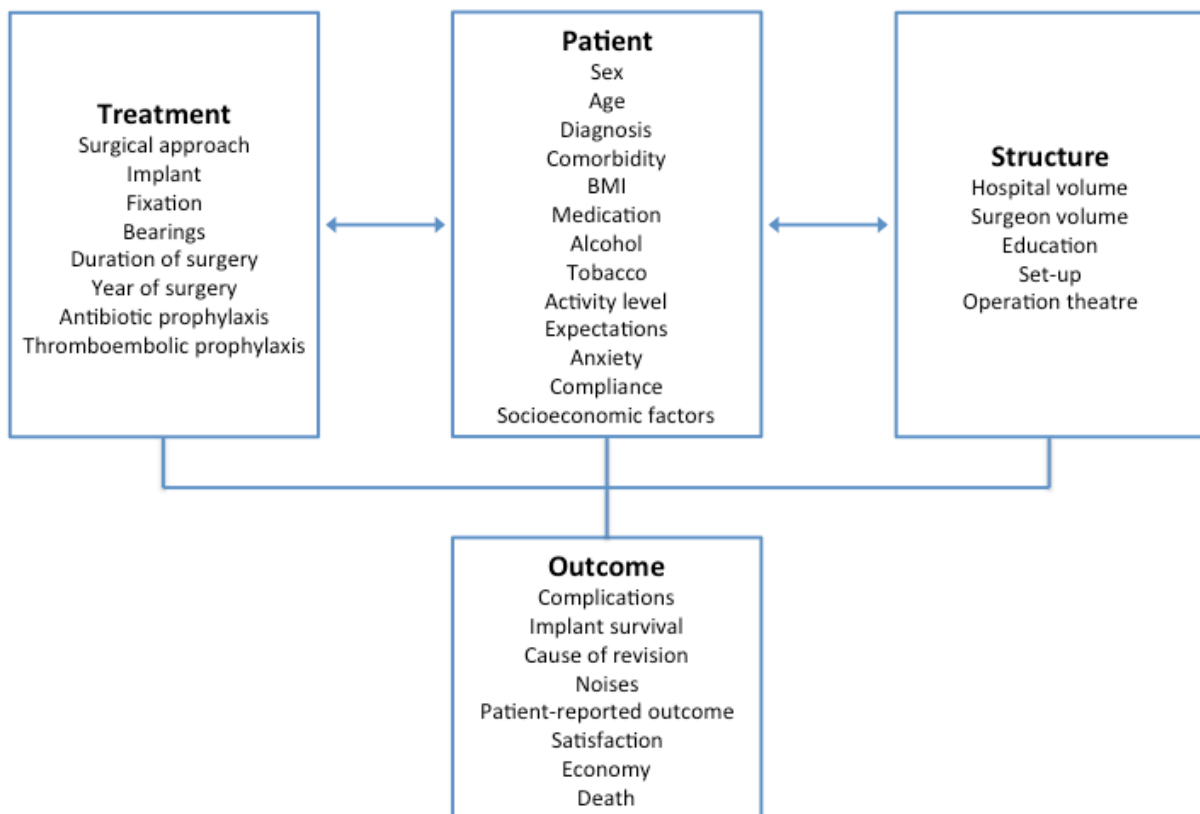 Treatment
Surgical approach
Implant
Fixation
Bearings
Duration of surgery
Year of surgery
Antibiotic prophylaxis
Thromboembolic prophylaxis
Patient
Sex
Age
Diagnosis
Comorbidity
BMI
Medication
Alcohol
Tobacco
Activity level
Expectations
Anxiety
Compliance
Socioeconomic factors
Structure
Hospital volume
Surgeon volume
Education
Set-up
Operation theatre
Outcome
Complications
Implant survival
Cause of revision
Noises
Patient-reported outcome
Satisfaction
Economy
Death